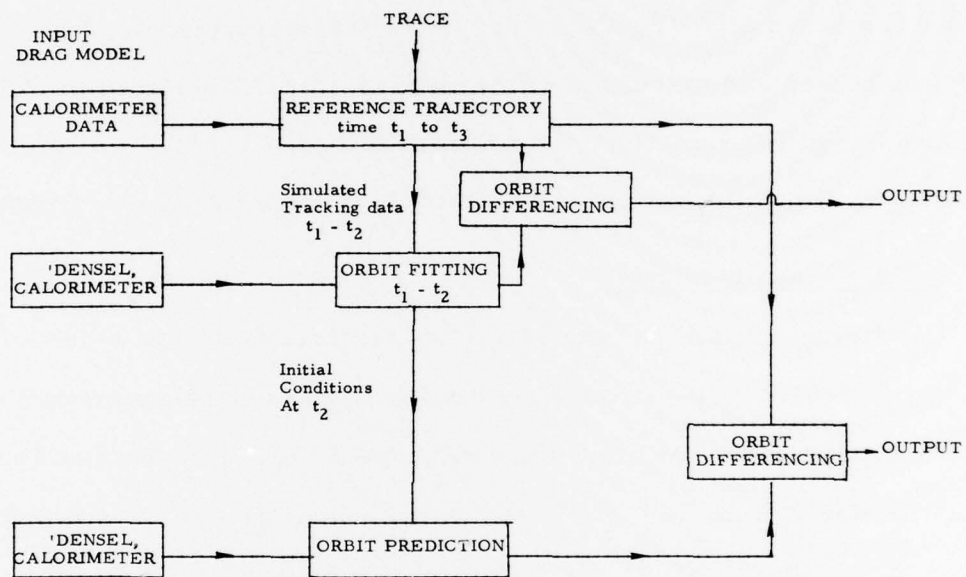 TRACE
INPUT
DRAG MODEL
CALORIMETER
DATA
REFERENCE TRAJECTORY
time t₁ to t₃
Simulated
Tracking data
t₁ - t₂
ORBIT
DIFFERENCING
OUTPUT
'DENSEL,
CALORIMETER
ORBIT FITTING
t₁ - t₂
Initial
Conditions
At t₂
ORBIT
DIFFERENCING
OUTPUT
'DENSEL,
CALORIMETER
ORBIT PREDICTION